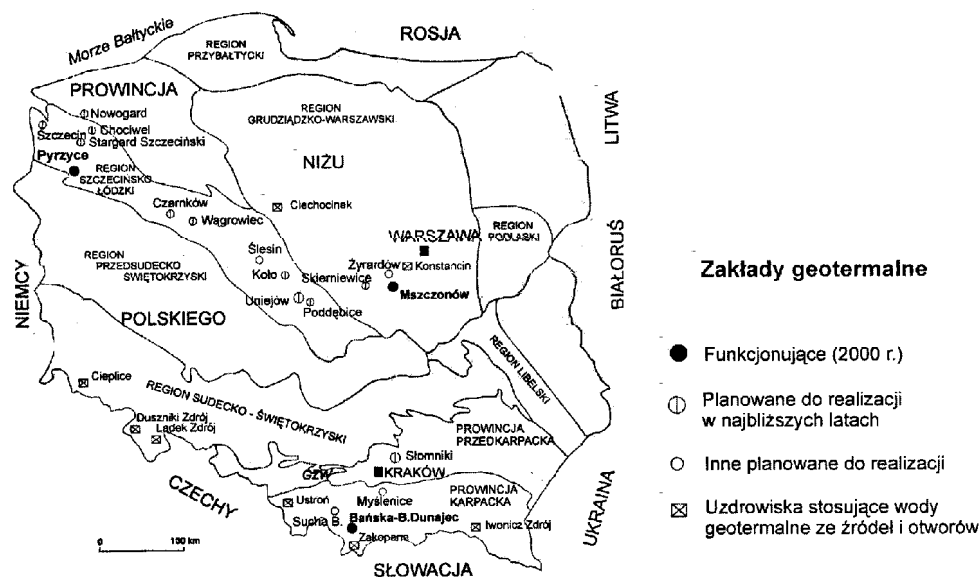 Morze Bałtyckie
ROSJA
REGION
PRZYBAŁTYCKI
PROWINCJA
LITWA
Nowogard
Chociwel
Szczecin
Stargard Szczeciński
REGION
GRUDZIĄDZKO-WARSZAWSKI
Pyrzyce
REGION
SZCZECIŃSKO
ŁÓDZKI
NIŻU
Czarnków
Wągrowiec
Ciechocinek
BIAŁORUŚ
REGION
PODLASKI
WARSZAWA
Ślesin
Żyrardów
Konstancin
REGION
PRZEDSUDECKO
ŚWIĘTOKRZYSKI
Koło
Skierniewice
Mszczonów
NIEMCY
Uniejów
Poddębice
POLSKIEGO
REGION LIBELSKI
Cieplice
REGION SUDECKO - ŚWIĘTOKRZYSKI
Duszniki Zdrój
Lądek Zdrój
PROWINCJA
PRZEDKARPACKA
Słomniki
GZW
KRAKÓW
CZECHY
Ustroń
Myślenice
PROWINCJA
KARPACKA
UKRAINA
Sucha B.
Bańska-B.Dunajec
Iwonicz Zdrój
Zakopane
0 100 km
SŁOWACJA
Zakłady geotermalne
Funkcjonujące (2000 r.)
Planowane do realizacji
w najbliższych latach
Inne planowane do realizacji
Uzdrowiska stosujące wody
geotermalne ze źródeł i otworów